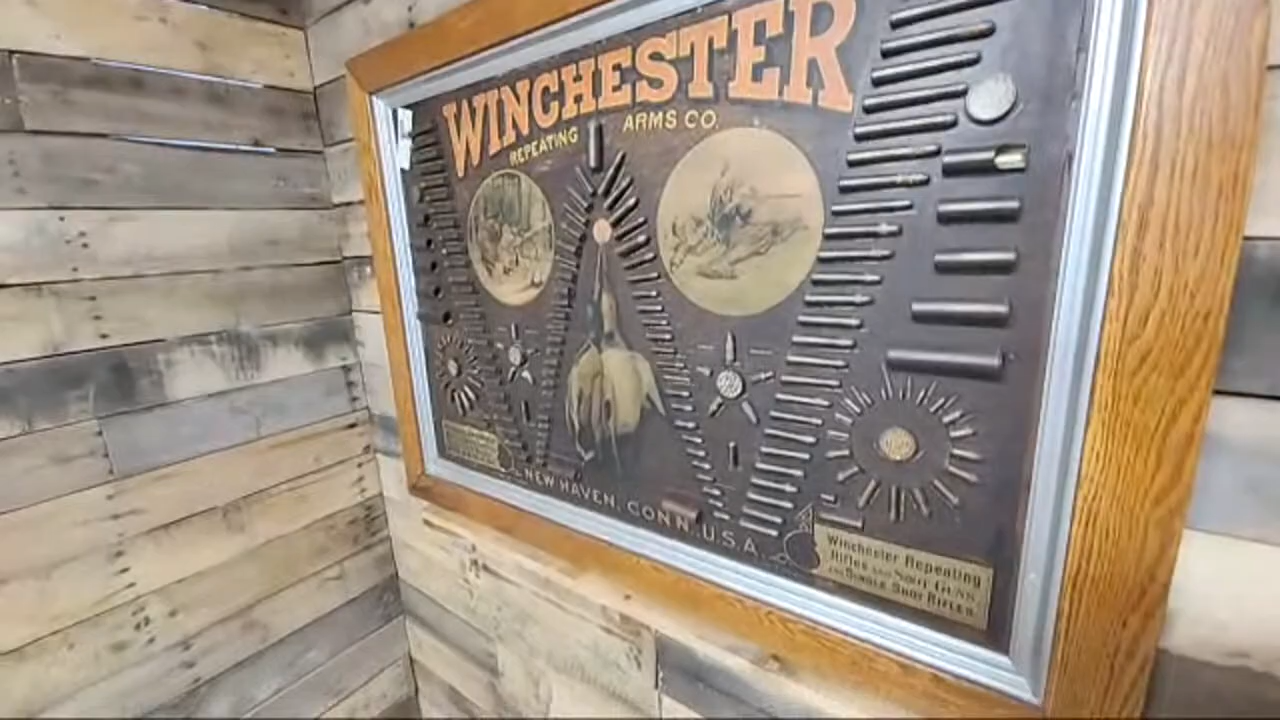 WINCHESTER
REPEATING ARMS CO.
NEW HAVEN, CONN. U.S.A.
Winchester Repeating
Rifles AND SHOT GUNS
AND SINGLE SHOT RIFLES.